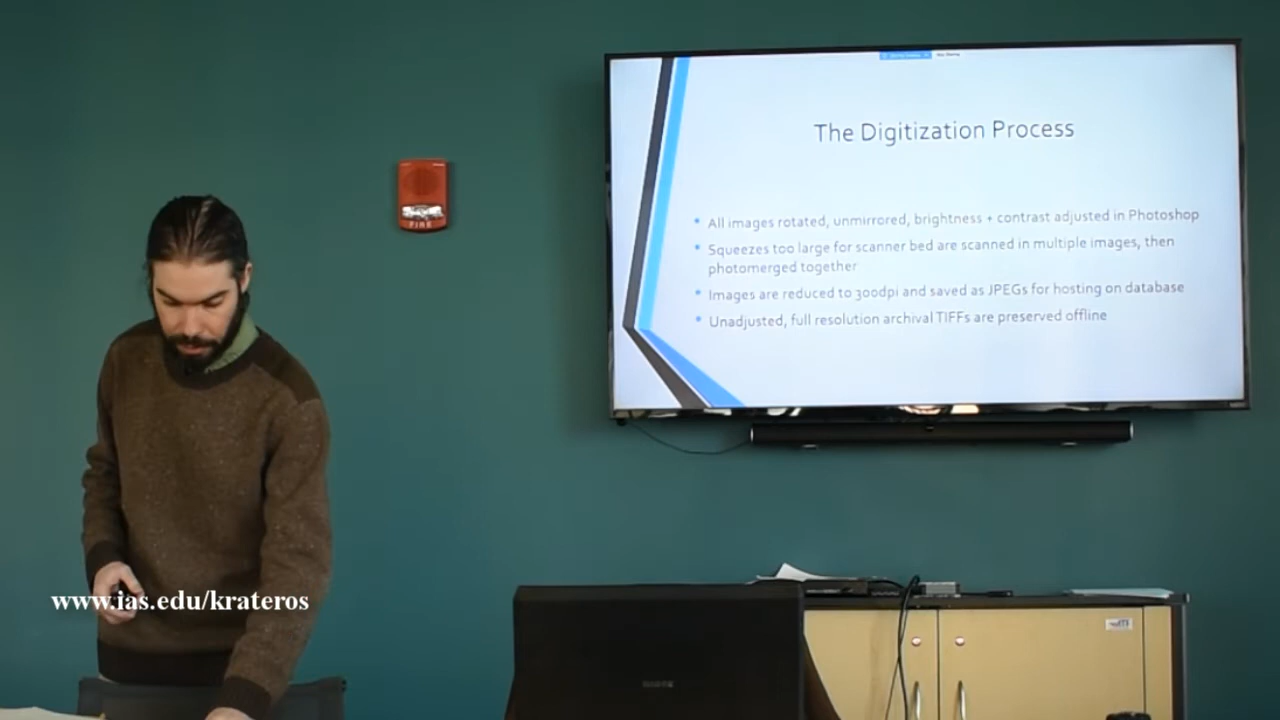 The Digitization Process
All images rotated, unmirrored, brightness + contrast adjusted in Photoshop
Squeezes too large for scanner bed are scanned in multiple images, then
photomerged together
Images are reduced to 300dpi and saved as JPEGs for hosting on database
Unadjusted, full resolution archival TIFFs are preserved offline
FIRE
www.ias.edu/krateros